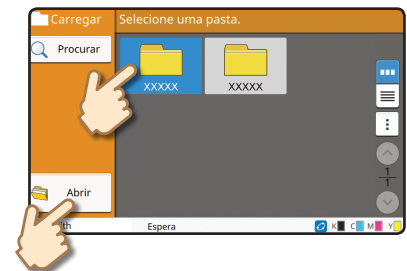 Carregar
Selecione uma pasta.
Procurar
XXXXX
XXXXX
1
1
Abrir
Espera
K C M Y